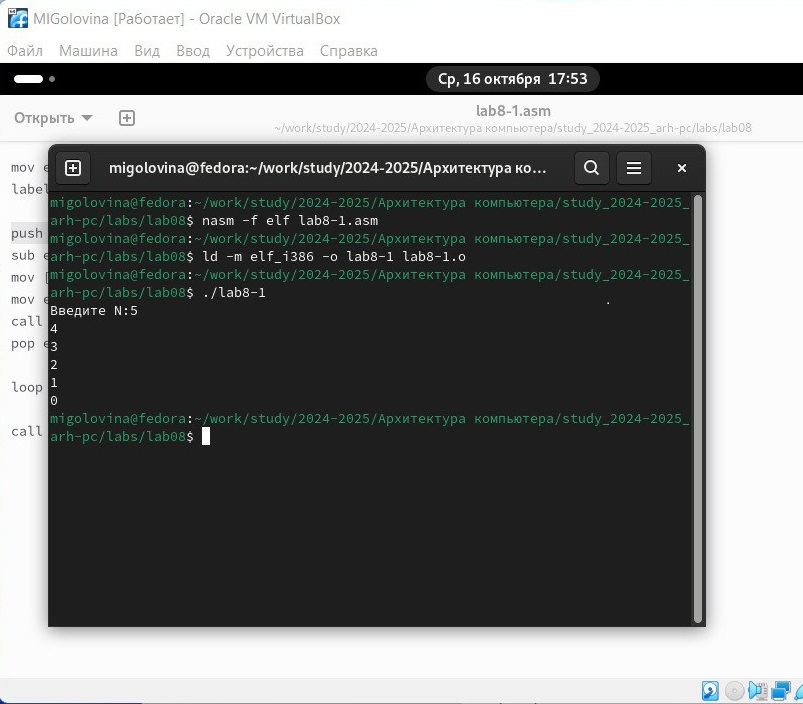 MIGolovina [Работает] - Oracle VM VirtualBox
Файл Машина Вид Ввод Устройства Справка
Ср, 16 октября 17:53
Открыть
lab8-1.asm
~/work/study/2024-2025/Архитектура компьютера/study_2024-2025_arh-pc/labs/lab08
migolovina@fedora:~/work/study/2024-2025/Архитектура ко...
mov e
label
push
sub e
mov [
mov e
call
pop e
loop
call
migolovina@fedora:~/work/study/2024-2025/Архитектура компьютера/study_2024-2025_
arh-pc/labs/lab08$ nasm -f elf lab8-1.asm
migolovina@fedora:~/work/study/2024-2025/Архитектура компьютера/study_2024-2025_
arh-pc/labs/lab08$ ld -m elf_i386 -o lab8-1 lab8-1.o
migolovina@fedora:~/work/study/2024-2025/Архитектура компьютера/study_2024-2025_
arh-pc/labs/lab08$ ./lab8-1
Введите N:5
4
3
2
1
0
migolovina@fedora:~/work/study/2024-2025/Архитектура компьютера/study_2024-2025_
arh-pc/labs/lab08$